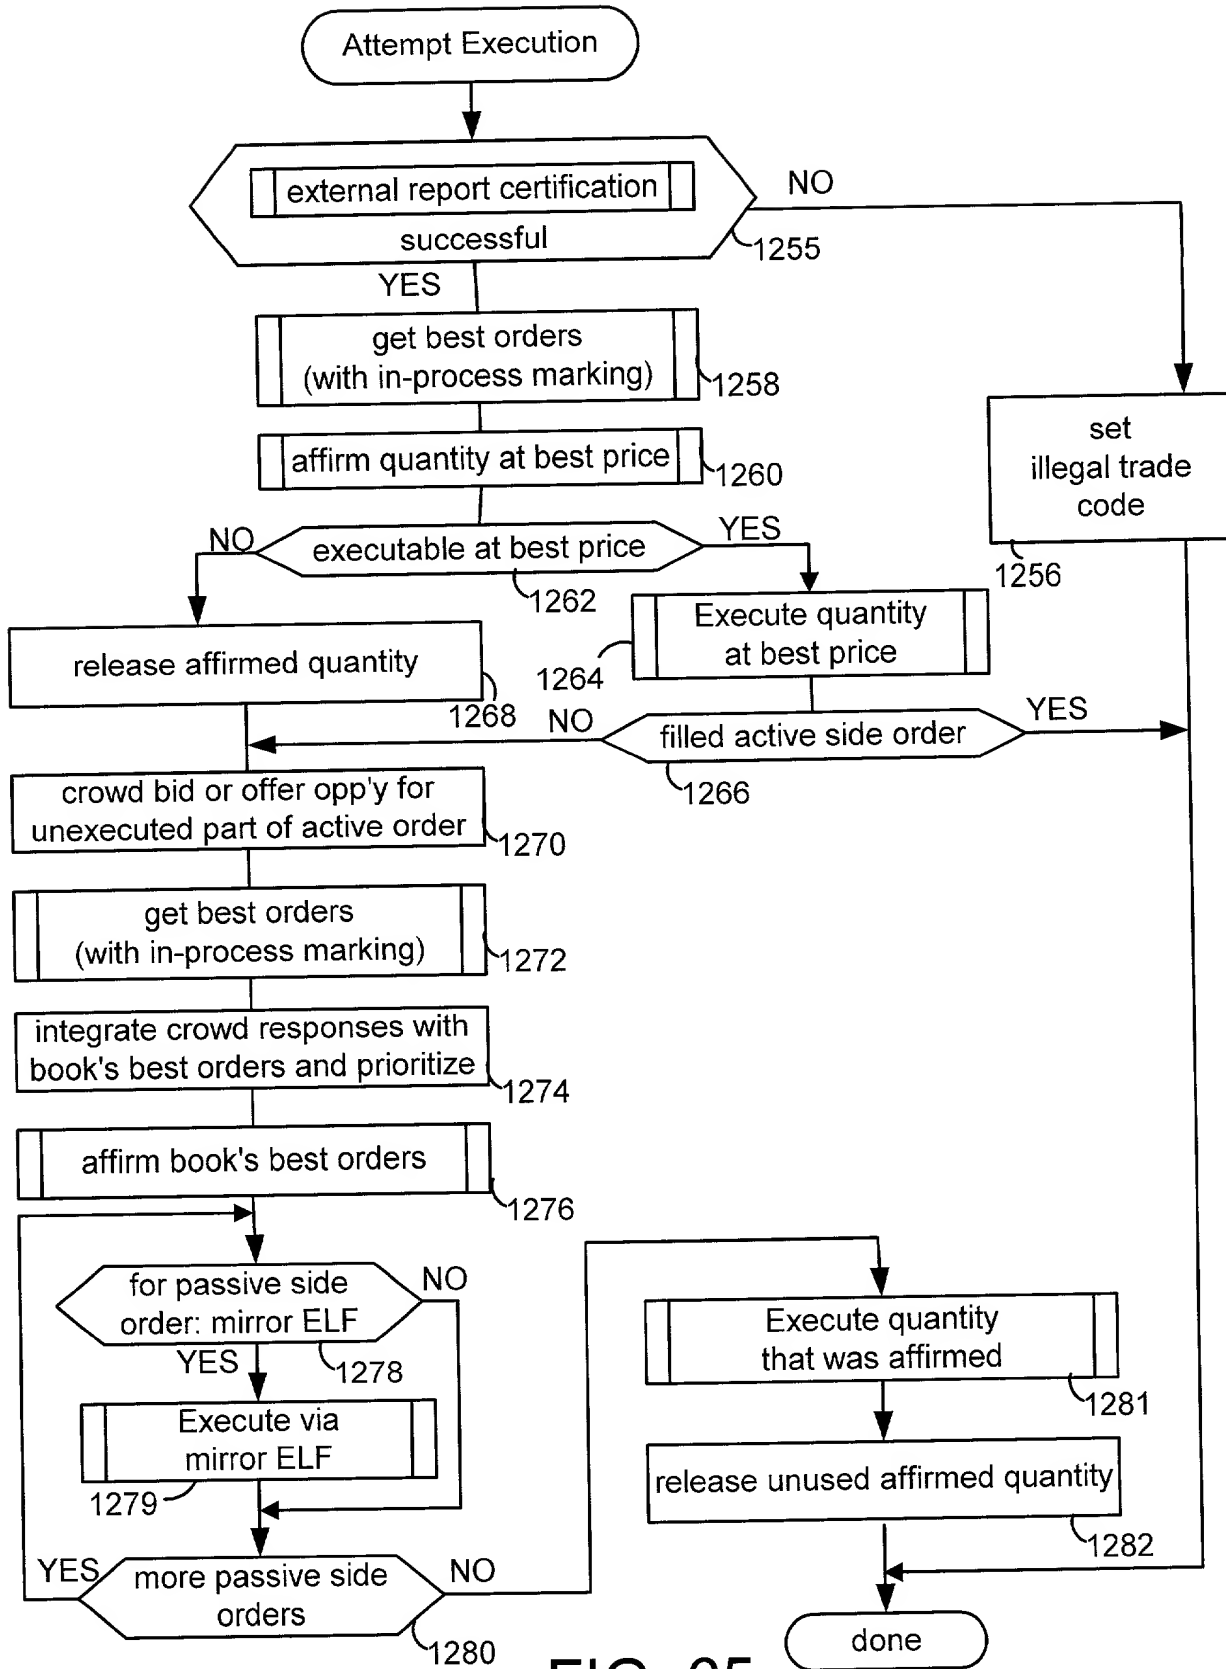 Attempt Execution
external report certification
successful
NO
1255
YES
get best orders
(with in-process marking)
1258
affirm quantity at best price
1260
set
illegal trade
code
1256
NO
executable at best price
YES
1262
Execute quantity
at best price
1264
release affirmed quantity
1268
NO
filled active side order
YES
1266
crowd bid or offer opp'y for
unexecuted part of active order
1270
get best orders
(with in-process marking)
1272
integrate crowd responses with
book's best orders and prioritize
1274
affirm book's best orders
1276
for passive side
order: mirror ELF
NO
YES
1278
Execute via
mirror ELF
1279
YES
more passive side
orders
NO
1280
Execute quantity
that was affirmed
1281
release unused affirmed quantity
1282
done